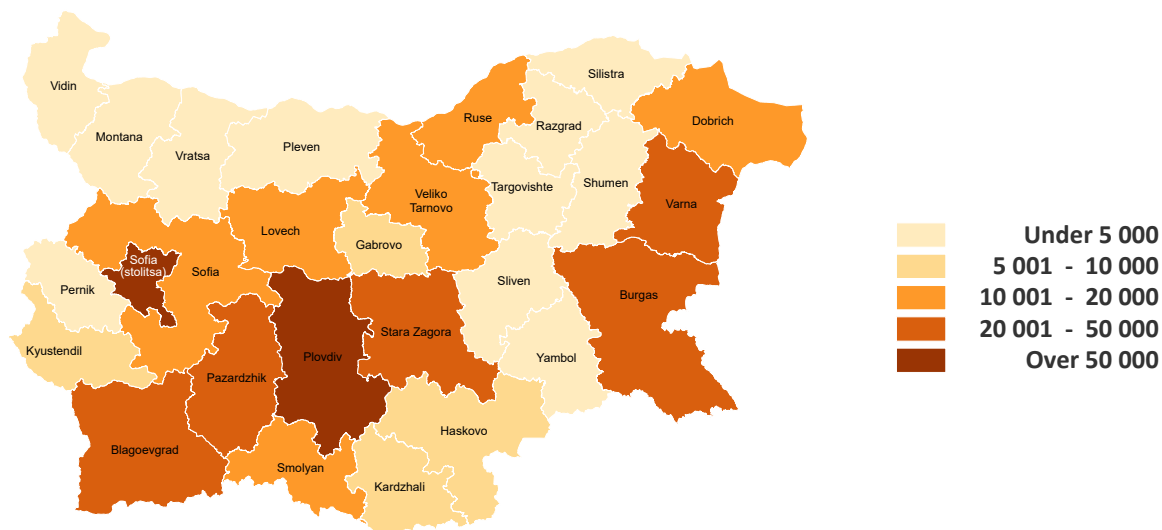 Vidin
Montana
Vratsa
Pleven
Ruse
Silistra
Razgrad
Dobrich
Targovishte
Shumen
Varna
Veliko
Tarnovo
Lovech
Gabrovo
Sofia
(stolitsa)
Sofia
Pernik
Kyustendil
Sliven
Burgas
Stara Zagora
Plovdiv
Pazardzhik
Yambol
Blagoevgrad
Haskovo
Smolyan
Kardzhali
Under 5 000
5 001 - 10 000
10 001 - 20 000
20 001 - 50 000
Over 50 000